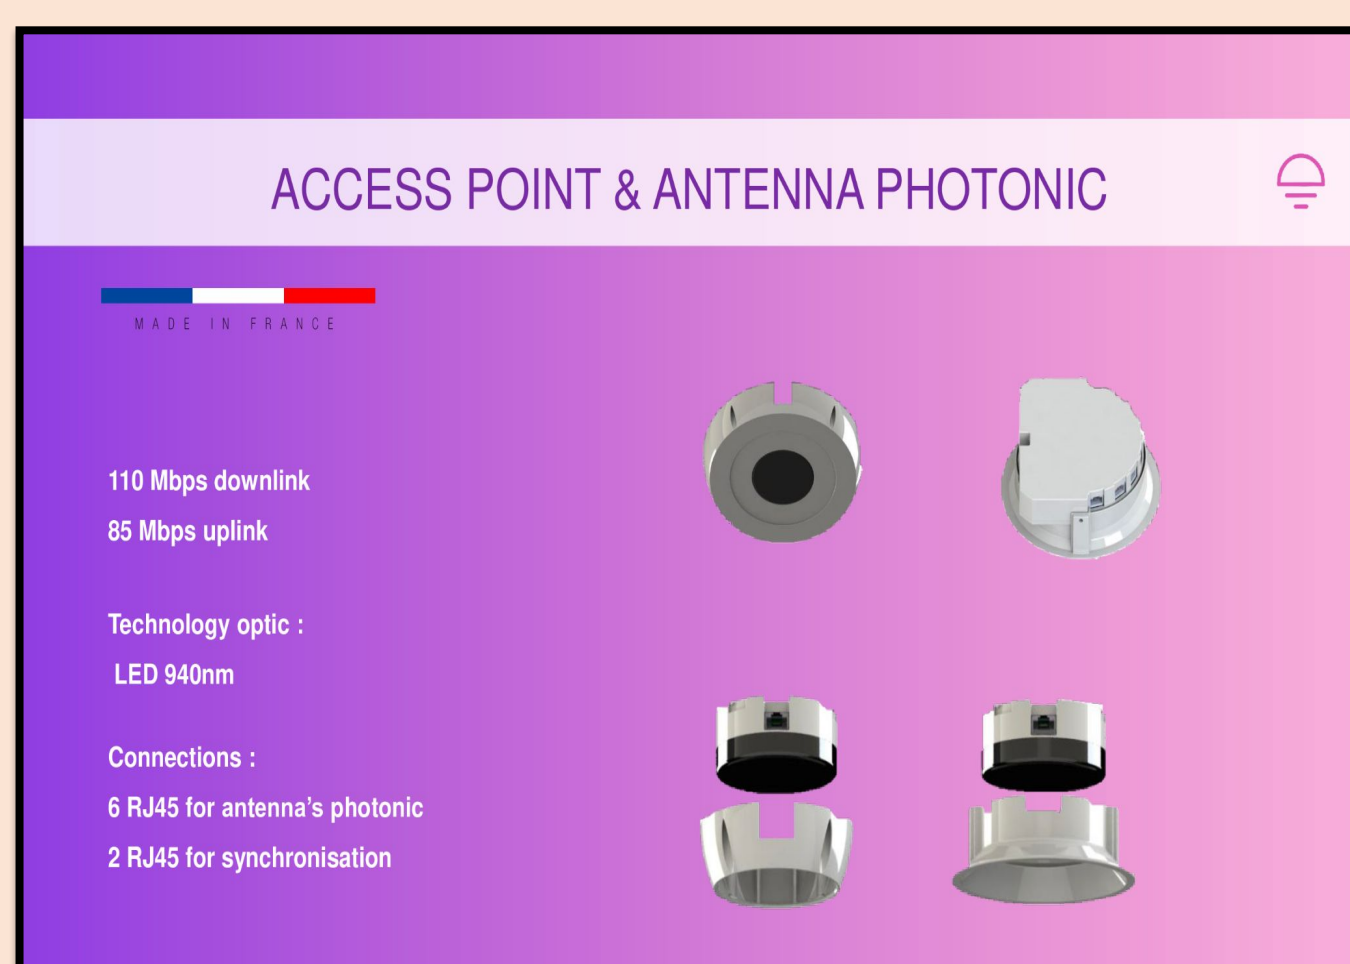 ACCESS POINT & ANTENNA PHOTONIC
MADE IN FRANCE
110 Mbps downlink
85 Mbps uplink
Technology optic :
LED 940nm
Connections :
6 RJ45 for antenna's photonic
2 RJ45 for synchronisation